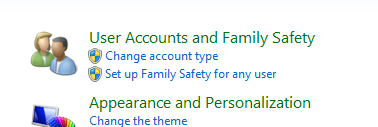 User Accounts and Family Safety
Change account type
Set up Family Safety for any user
Appearance and Personalization
Change the theme